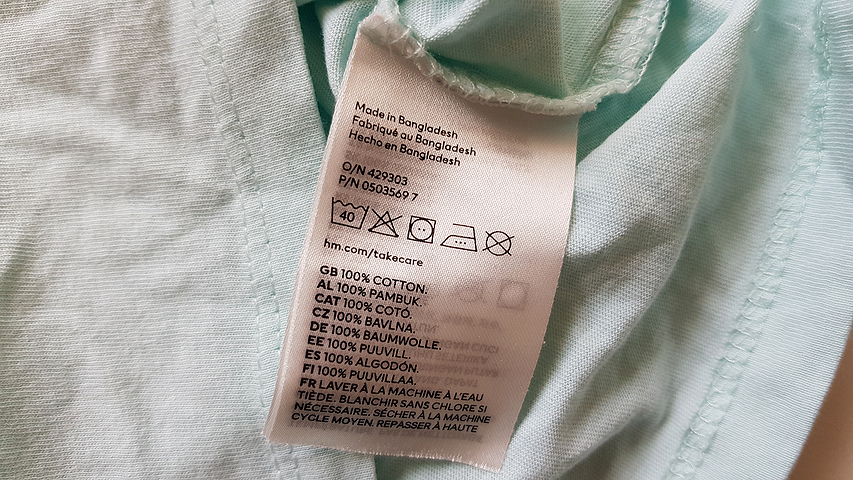 Made in Bangladesh
Fabriqué au Bangladesh
Hecho en Bangladesh
O/N 429303
P/N 0503569 7
40
hm.com/takecare
GB 100% COTTON.
AL 100% PAMBUK.
CAT 100% COTÓ.
CZ 100% BAVLNA.
DE 100% BAUMWOLLE.
EE 100% PUUVILL.
ES 100% ALGODÓN.
FI 100% PUUVILLAA.
FR LAVER À LA MACHINE À L'EAU
TIÈDE. BLANCHIR SANS CHLORE SI
NÉCESSAIRE. SÉCHER À LA MACHINE
CYCLE MOYEN. REPASSER À HAUTE